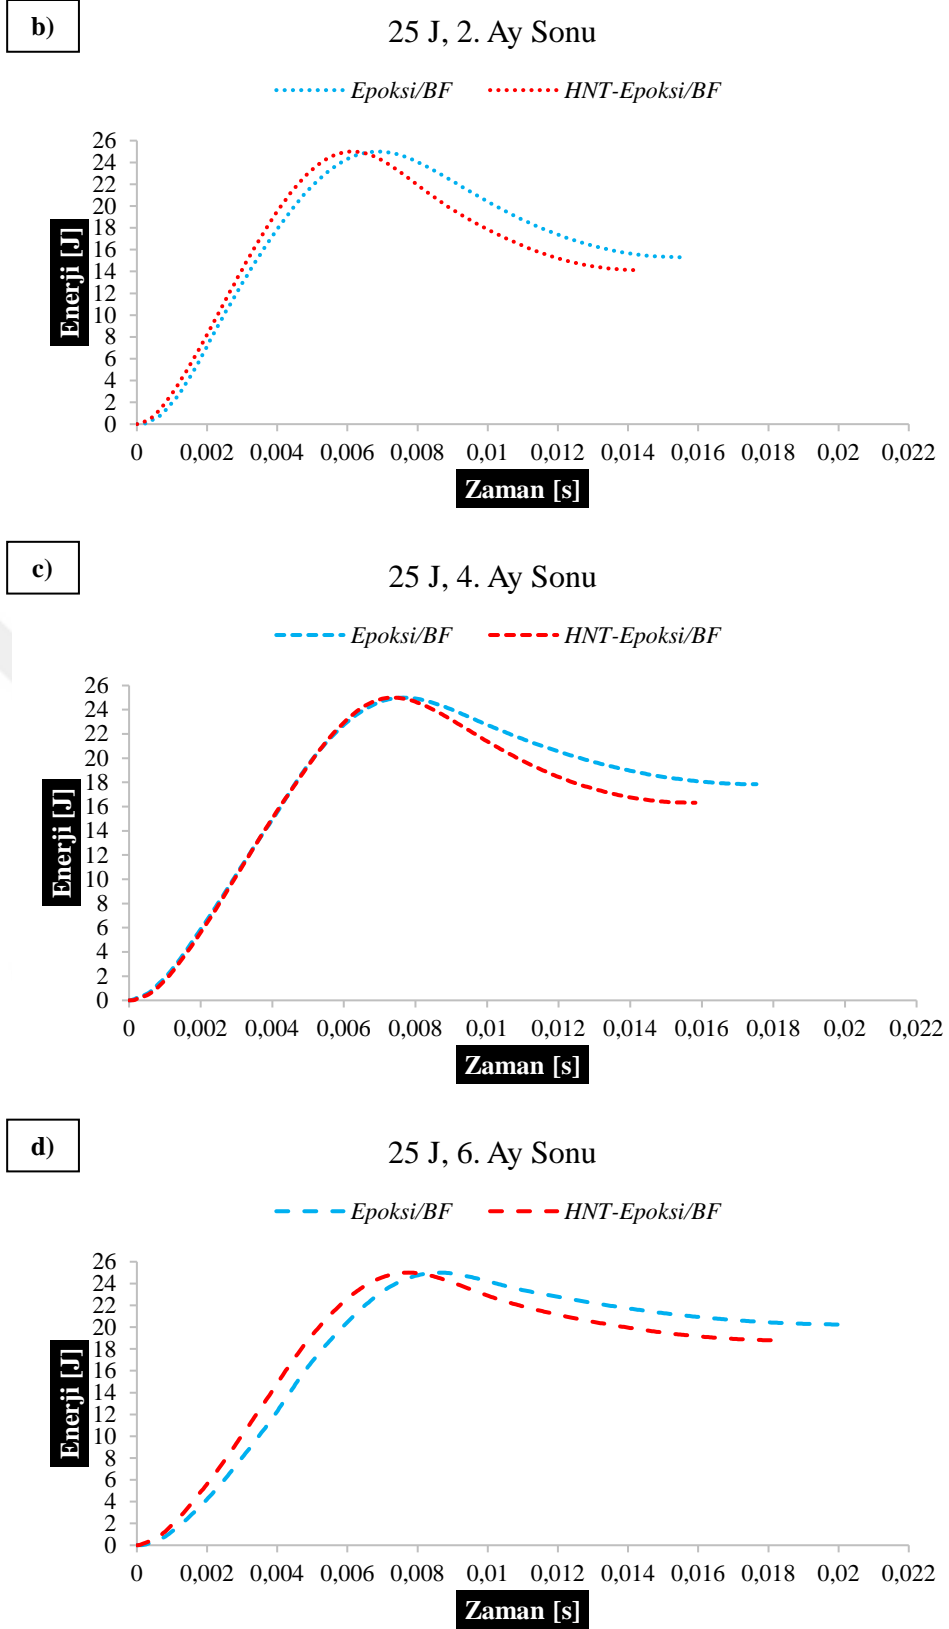 b)
25 J, 2. Ay Sonu
Epoksi/BF HNT-Epoksi/BF
26
24
22
20
18
16
14
12
10
8
6
4
2
0
Enerji [J]
0 0,002 0,004 0,006 0,008 0,01 0,012 0,014 0,016 0,018 0,02 0,022
Zaman [s]
c)
25 J, 4. Ay Sonu
Epoksi/BF HNT-Epoksi/BF
26
24
22
20
18
16
14
12
10
8
6
4
2
0
Enerji [J]
0 0,002 0,004 0,006 0,008 0,01 0,012 0,014 0,016 0,018 0,02 0,022
Zaman [s]
d)
25 J, 6. Ay Sonu
Epoksi/BF HNT-Epoksi/BF
26
24
22
20
18
16
14
12
10
8
6
4
2
0
Enerji [J]
0 0,002 0,004 0,006 0,008 0,01 0,012 0,014 0,016 0,018 0,02 0,022
Zaman [s]